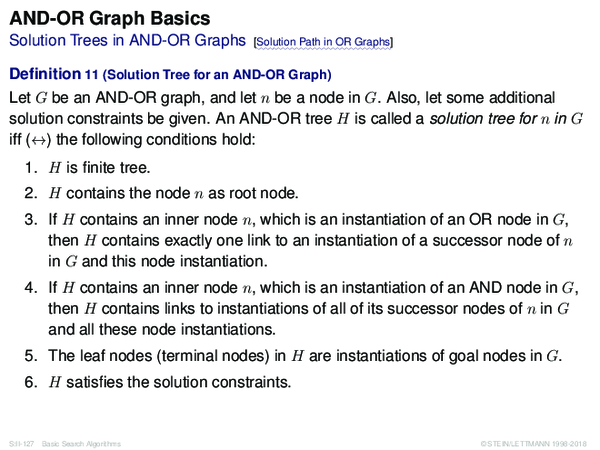 AND-OR Graph Basics
Solution Trees in AND-OR Graphs [Solution Path in OR Graphs]
Definition 11 (Solution Tree for an AND-OR Graph)
Let G be an AND-OR graph, and let n be a node in G. Also, let some additional
solution constraints be given. An AND-OR tree H is called a solution tree for n in G
iff (↔) the following conditions hold:
1. H is finite tree.
2. H contains the node n as root node.
3. If H contains an inner node n, which is an instantiation of an OR node in G,
then H contains exactly one link to an instantiation of a successor node of n
in G and this node instantiation.
4. If H contains an inner node n, which is an instantiation of an AND node in G,
then H contains links to instantiations of all of its successor nodes of n in G
and all these node instantiations.
5. The leaf nodes (terminal nodes) in H are instantiations of goal nodes in G.
6. H satisfies the solution constraints.
S:II-127 Basic Search Algorithms ©STEIN/LETTMANN 1998-2018